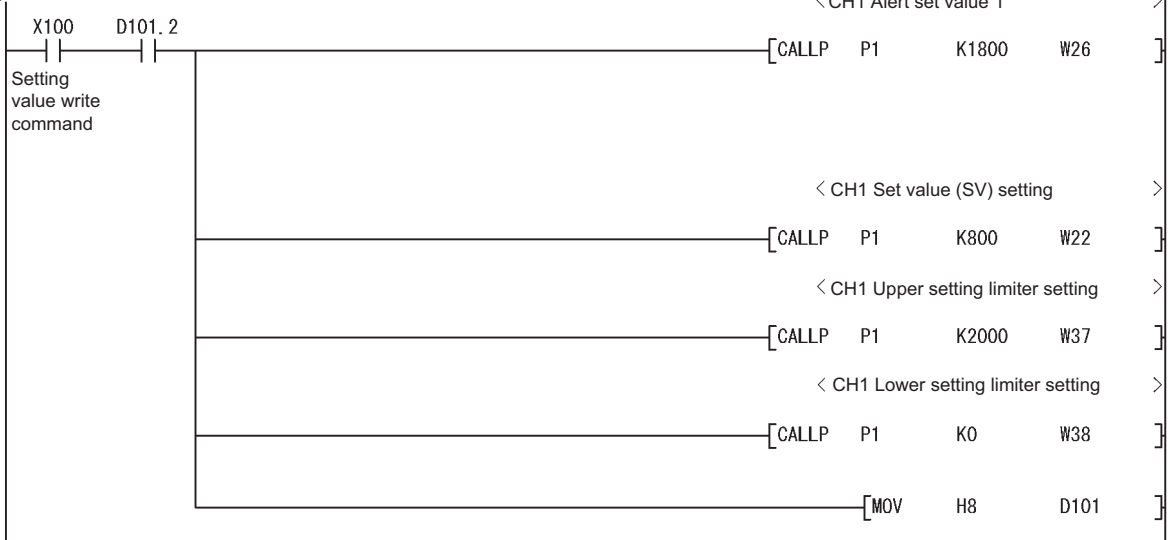 < CH1 Alert set value 1 >
X100 D101.2
[CALLP P1 K1800 W26 ]
Setting
value write
command
< CH1 Set value (SV) setting >
[CALLP P1 K800 W22 ]
< CH1 Upper setting limiter setting >
[CALLP P1 K2000 W37 ]
< CH1 Lower setting limiter setting >
[CALLP P1 K0 W38 ]
[MOV H8 D101 ]